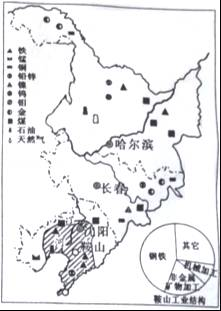 铁
锰
铜
铅锌
镍
钨
钼
金
煤
石油
天然气
哈尔滨
长春
沈阳
鞍山
钢铁
其它
机械加工
非金属
矿物加工
鞍山工业结构